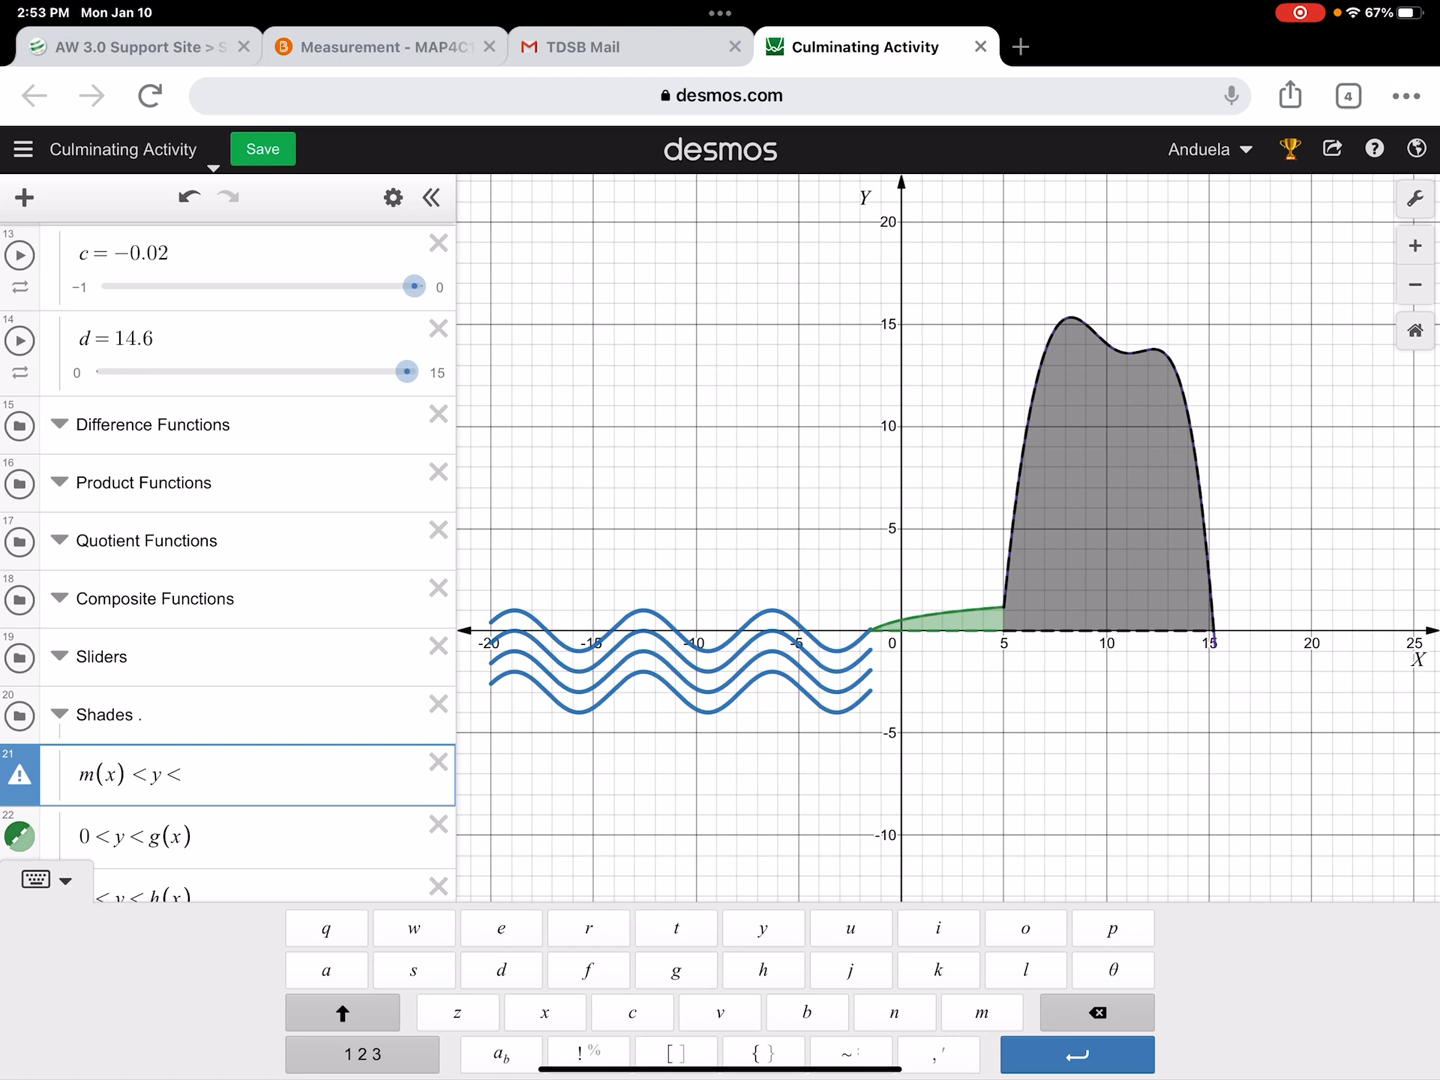 2:53 PM Mon Jan 10
67%
AW 3.0 Support Site > S
Measurement - MAP4C1
TDSB Mail
Culminating Activity
desmos.com
4
Culminating Activity
Save
desmos
Anduela
13
c = −0.02
-1
0
14
d = 14.6
0
15
15
Difference Functions
16
Product Functions
17
Quotient Functions
18
Composite Functions
19
Sliders
20
Shades .
21
m(x) < y <
22
0 < y < g(x)
< y < h(x)
Y
20
15
10
5
-20
-15
-10
-5
0
5
10
15
20
25
X
-5
-10
q w e r t y u i o p
a s d f g h j k l θ
z x c v b n m
1 2 3
a b
! %
[ ]
{ }
~ :
, '